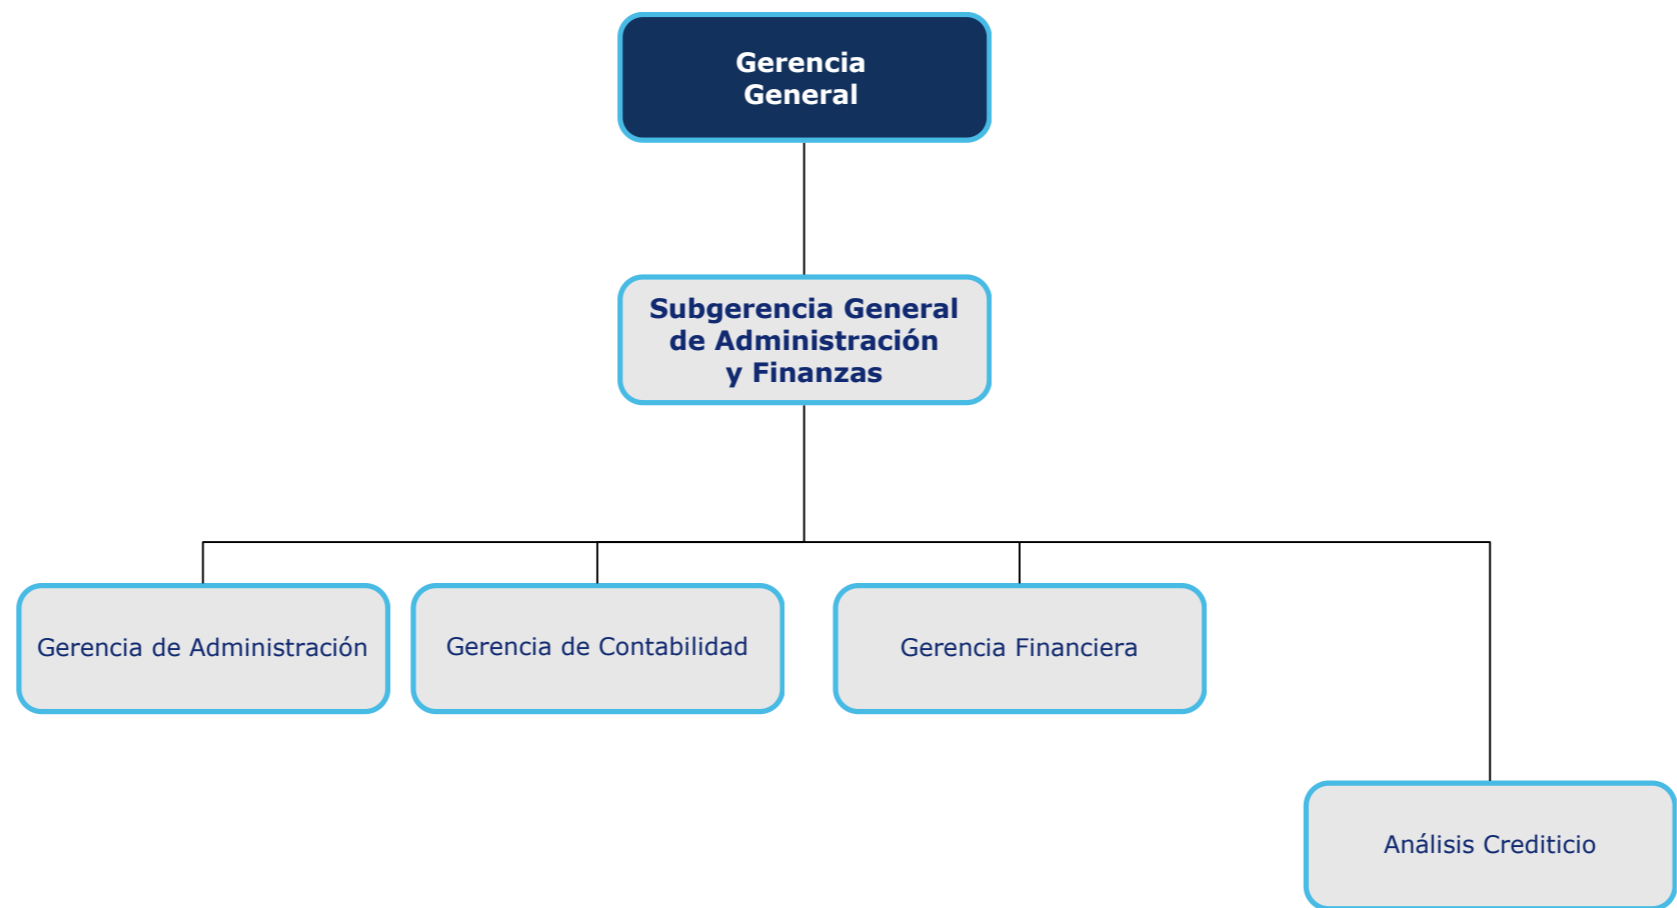 Gerencia
General
Subgerencia General
de Administración
y Finanzas
Gerencia de Administración
Gerencia de Contabilidad
Gerencia Financiera
Análisis Crediticio